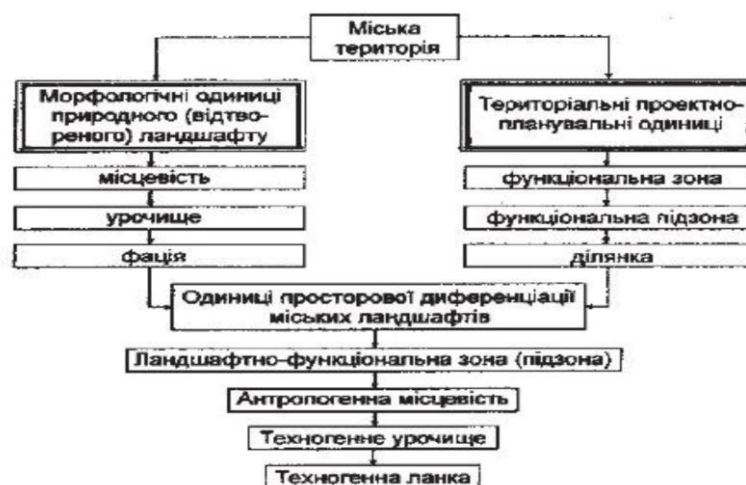 Міська
територія
Морфологічні одиниці
природного (відтво-
реного) ландшафту
Територіальні проектно-
планувальні одиниці
місцевість
функціональна зона
урочище
функціональна підзона
фація
ділянка
Одиниці просторової диференціації
міських ландшафтів
Ландшафтно-функціональна зона (підзона)
Антропогенна місцевість
Техногенне урочище
Техногенна ланка